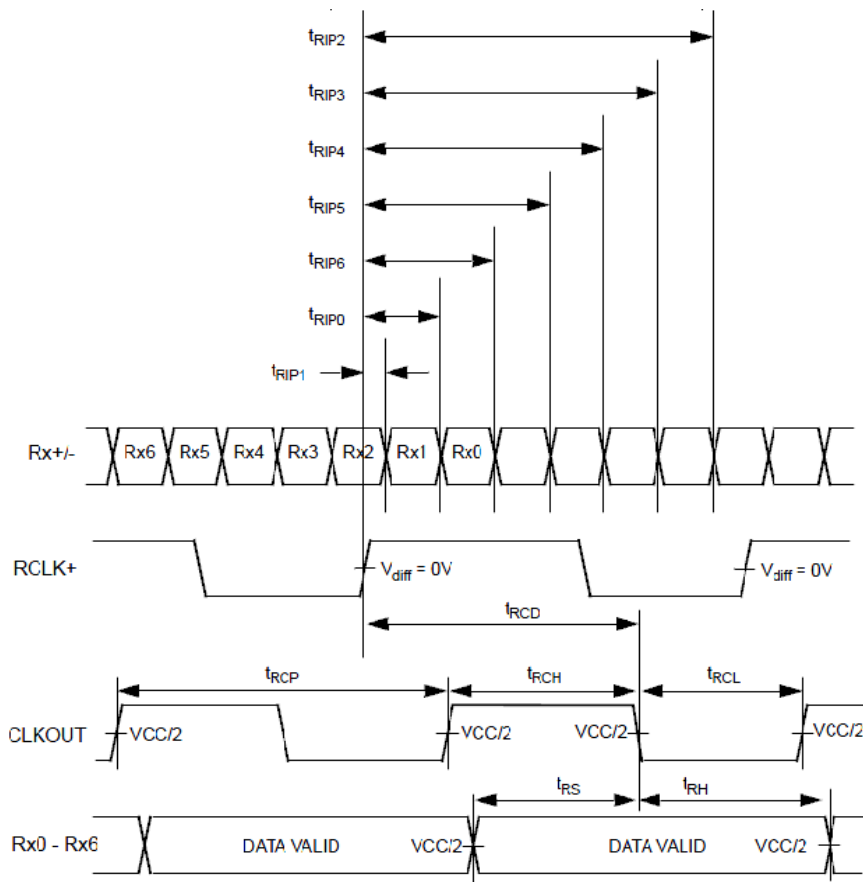 tRIP2
tRIP3
tRIP4
tRIP5
tRIP6
tRIP0
tRIP1
Rx+/- Rx6 Rx5 Rx4 Rx3 Rx2 Rx1 Rx0
RCLK+ Vdiff = 0V Vdiff = 0V
tRCD
tRCP tRCH tRCL
CLKOUT VCC/2 VCC/2 VCC/2 VCC/2
tRS tRH
Rx0 - Rx6 DATA VALID VCC/2 DATA VALID VCC/2